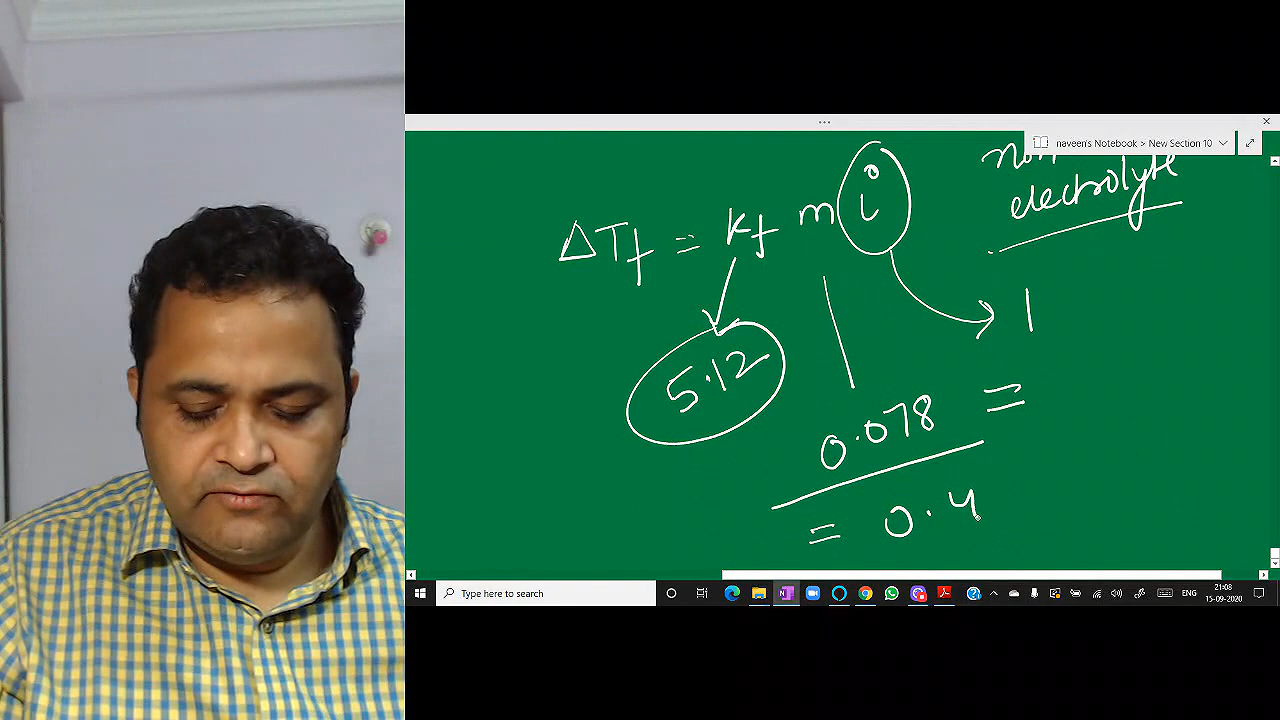 ...
naveen's Notebook > New Section 10
non
electrolyte
ΔTf = Kf m i
1
5.12
0.078 =
= 0.4
Type here to search
ENG
21:08
15-09-2020